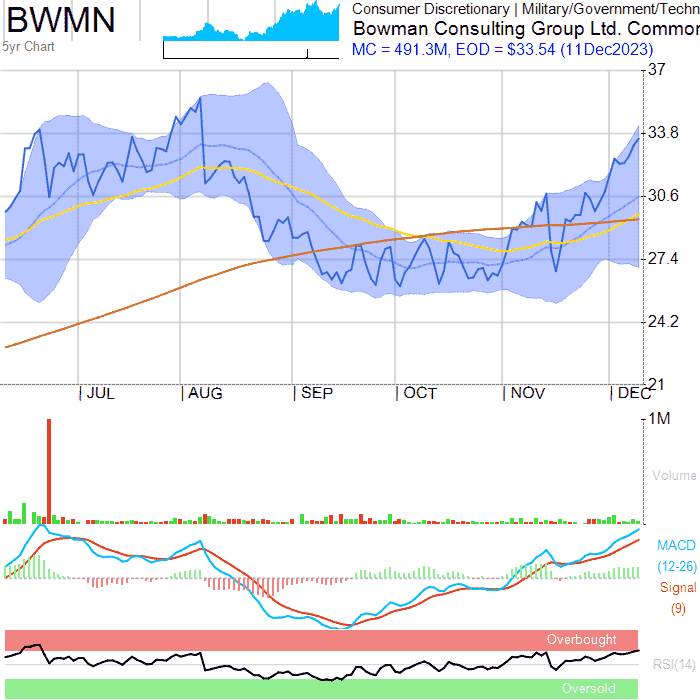 BWMN
5yr Chart
Consumer Discretionary | Military/Government/Techn
Bowman Consulting Group Ltd. Common
MC = 491.3M, EOD = $33.54 (11Dec2023)
37
33.8
30.6
27.4
24.2
21
JUL AUG SEP OCT NOV DEC
1M
Volume
MACD
(12-26)
Signal
(9)
Overbought
RSI(14)
Oversold